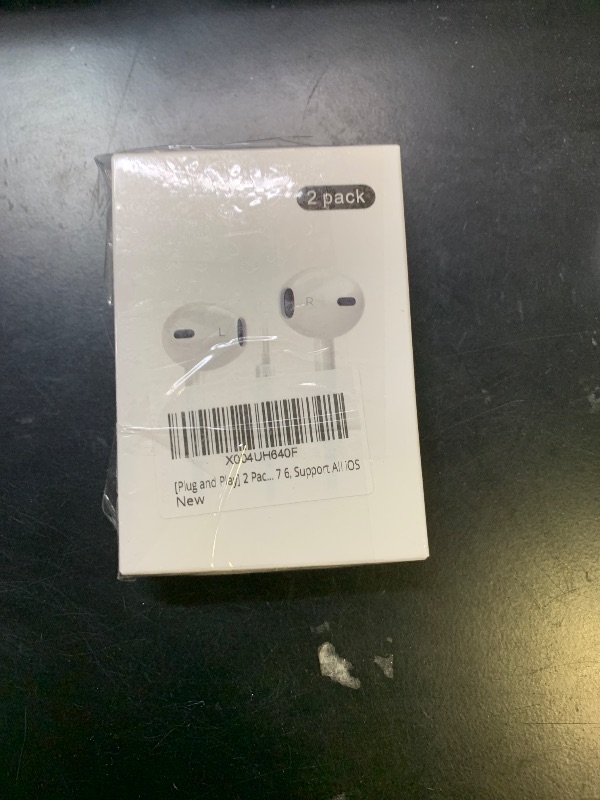 2 pack
R
L
X004UH640F
[Plug and Play] 2 Pac... 7 6, Support All iOS
New